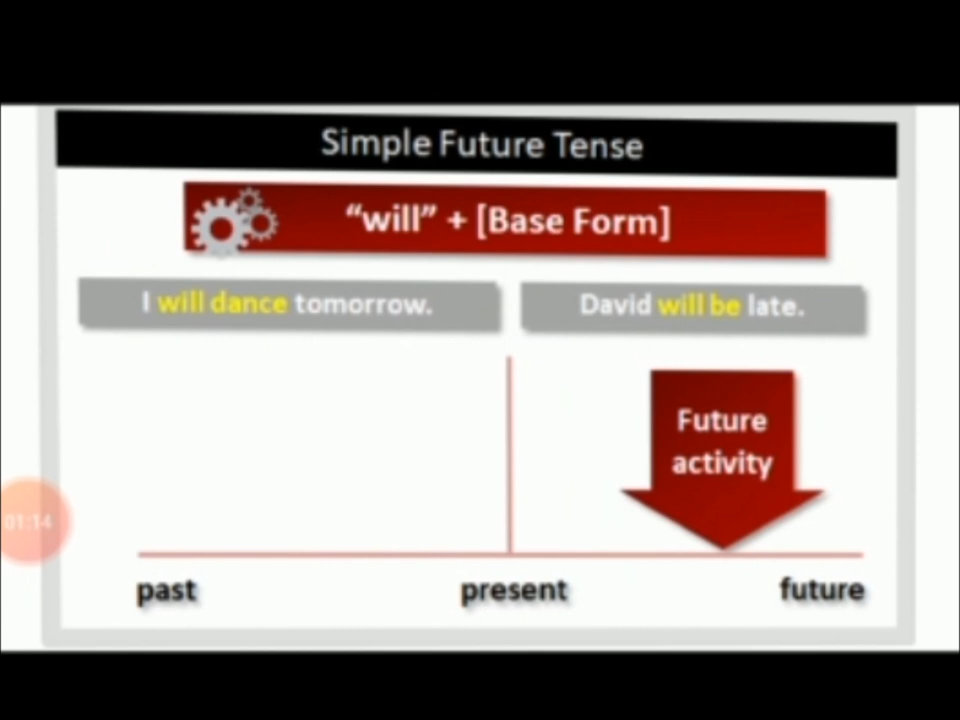 Simple Future Tense
“will” + [Base Form]
I will dance tomorrow.
David will be late.
Future
activity
01:14
past
present
future